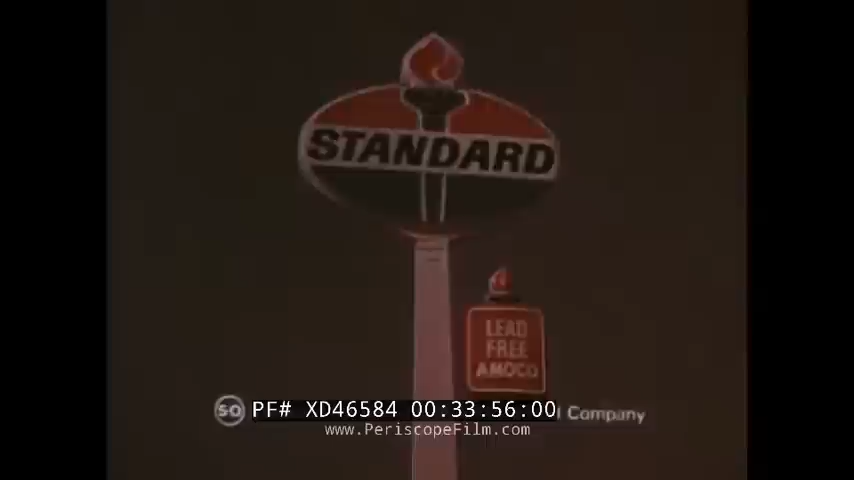 STANDARD
LEAD
FREE
AMOCO
SO PF# XD46584 00:33:56:00 l Company
www.PeriscopeFilm.com